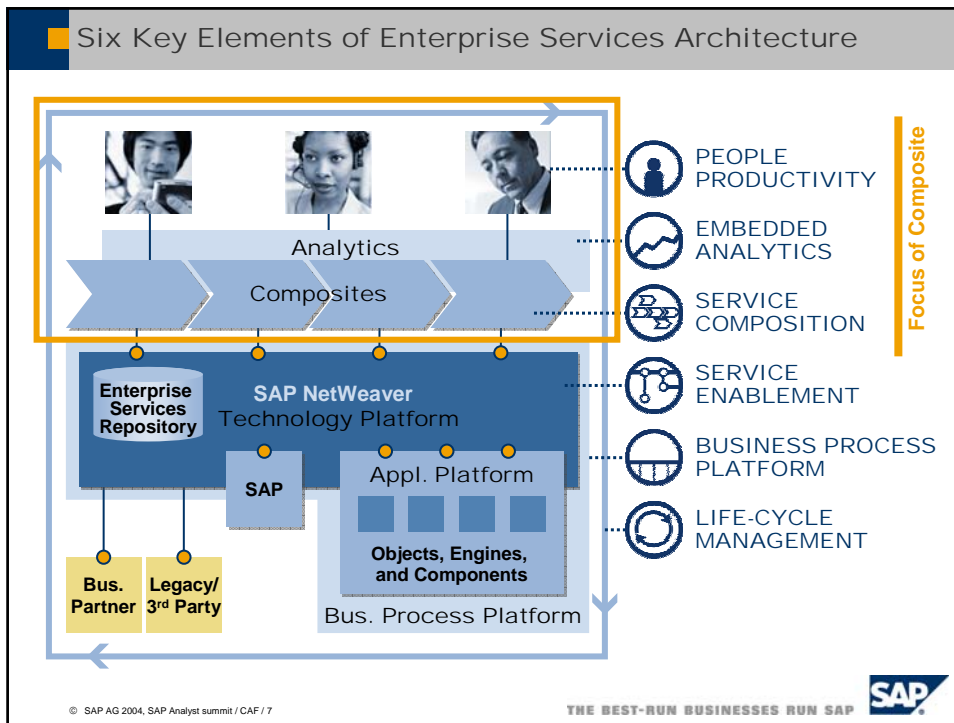 Six Key Elements of Enterprise Services Architecture
Analytics
Composites
Enterprise
Services
Repository
SAP NetWeaver
Technology Platform
SAP
Appl. Platform
Objects, Engines,
and Components
Bus. Process Platform
Bus.
Partner
Legacy/
3rd Party
PEOPLE
PRODUCTIVITY
EMBEDDED
ANALYTICS
SERVICE
COMPOSITION
SERVICE
ENABLEMENT
BUSINESS PROCESS
PLATFORM
LIFE-CYCLE
MANAGEMENT
Focus of Composite
© SAP AG 2004, SAP Analyst summit / CAF / 7
THE BEST-RUN BUSINESSES RUN SAP
SAP